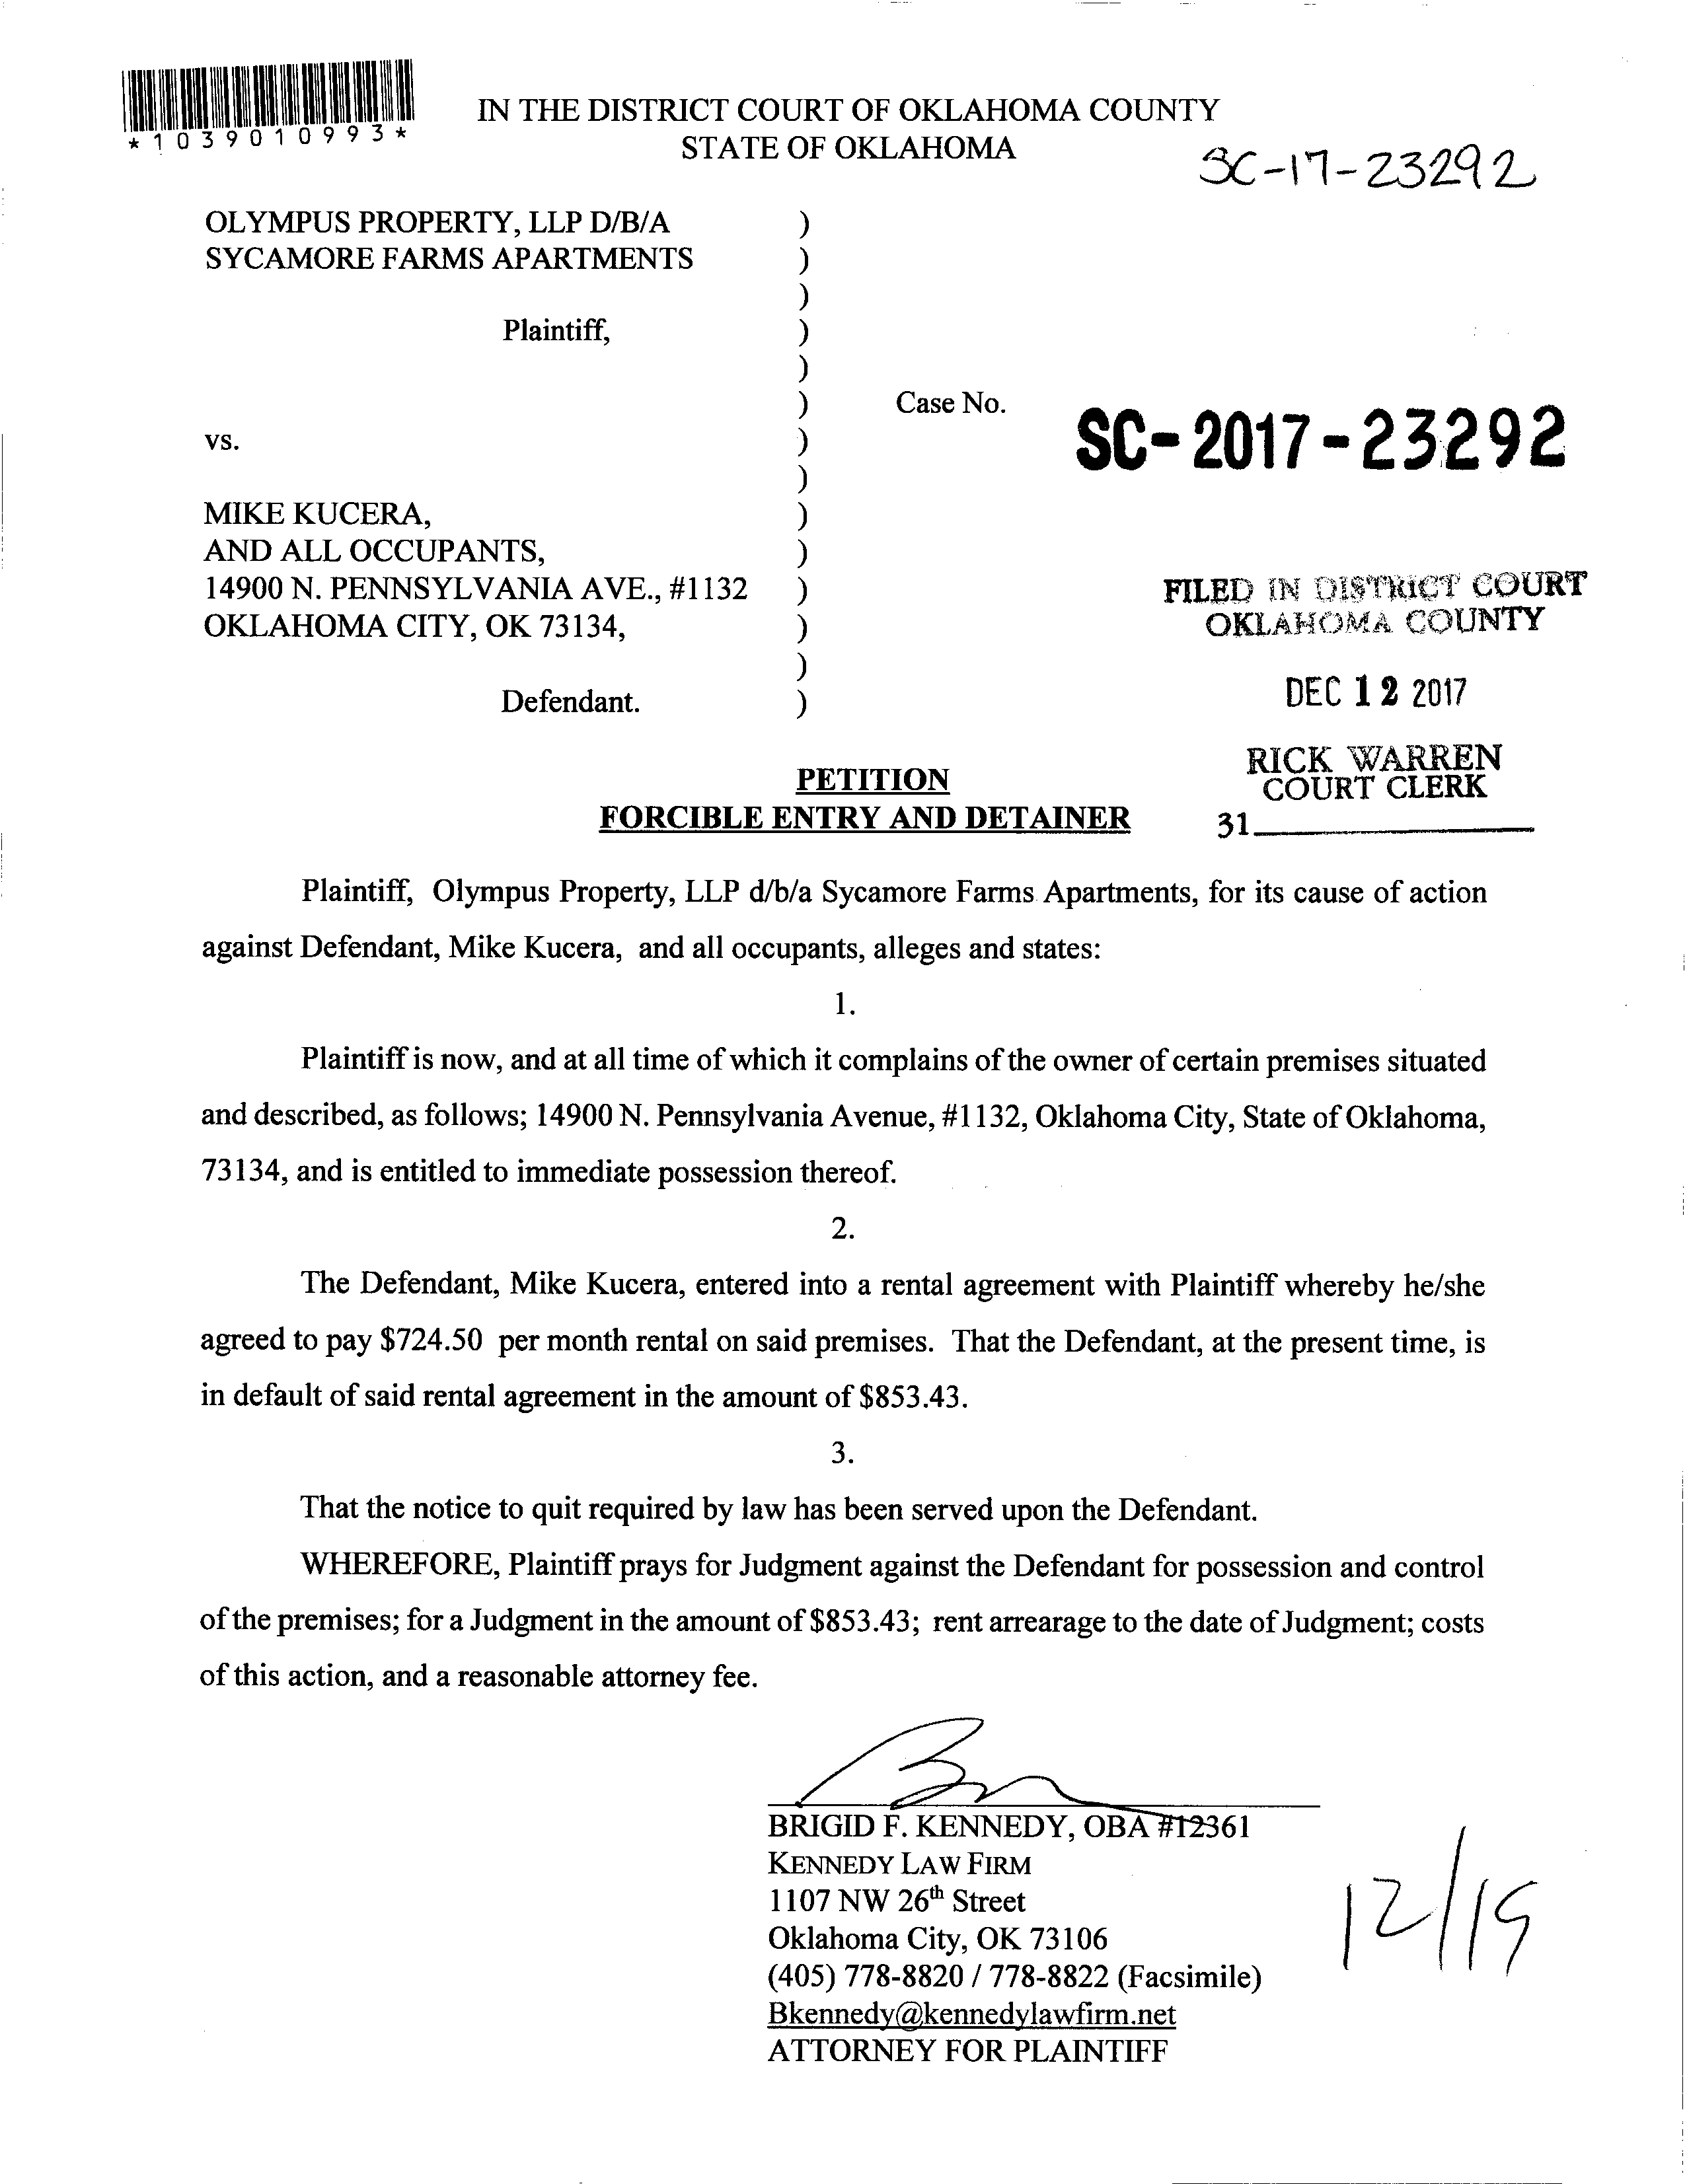 *1039010993*
IN THE DISTRICT COURT OF OKLAHOMA COUNTY
STATE OF OKLAHOMA
SC-17-23292
OLYMPUS PROPERTY, LLP D/B/A )
SYCAMORE FARMS APARTMENTS )
)
Plaintiff, )
)
) Case No.
SC-2017-23292
vs. )
)
MIKE KUCERA, )
AND ALL OCCUPANTS, )
14900 N. PENNSYLVANIA AVE., #1132 )
OKLAHOMA CITY, OK 73134, )
)
Defendant. )
FILED IN DISTRICT COURT
OKLAHOMA COUNTY
DEC 12 2017
RICK WARREN
COURT CLERK
31
PETITION
FORCIBLE ENTRY AND DETAINER
Plaintiff, Olympus Property, LLP d/b/a Sycamore Farms Apartments, for its cause of action
against Defendant, Mike Kucera, and all occupants, alleges and states:
1.
Plaintiff is now, and at all time of which it complains of the owner of certain premises situated
and described, as follows; 14900 N. Pennsylvania Avenue, #1132, Oklahoma City, State of Oklahoma,
73134, and is entitled to immediate possession thereof.
2.
The Defendant, Mike Kucera, entered into a rental agreement with Plaintiff whereby he/she
agreed to pay $724.50 per month rental on said premises. That the Defendant, at the present time, is
in default of said rental agreement in the amount of $853.43.
3.
That the notice to quit required by law has been served upon the Defendant.
WHEREFORE, Plaintiff prays for Judgment against the Defendant for possession and control
of the premises; for a Judgment in the amount of $853.43; rent arrearage to the date of Judgment; costs
of this action, and a reasonable attorney fee.
BRIGID F. KENNEDY, OBA #12361
KENNEDY LAW FIRM
1107 NW 26th Street
Oklahoma City, OK 73106
(405) 778-8820 / 778-8822 (Facsimile)
Bkennedy@kennedylawfirm.net
ATTORNEY FOR PLAINTIFF